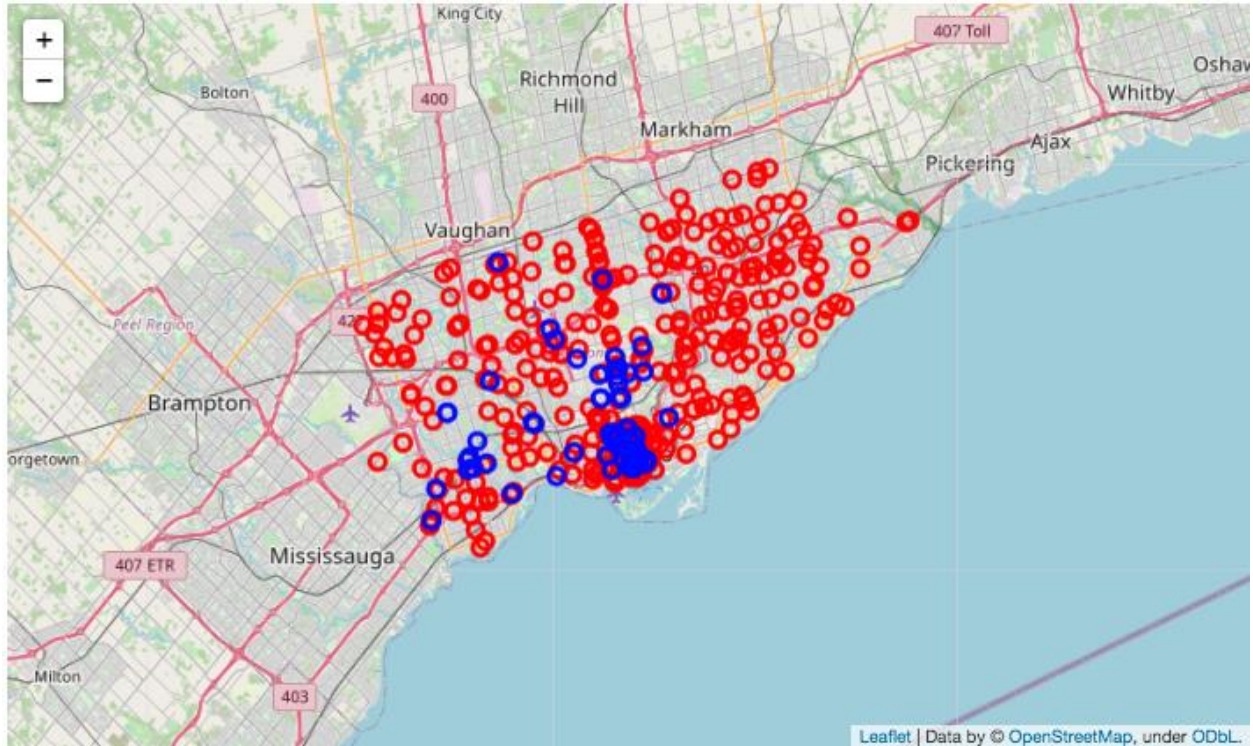 King City
+
−
407 Toll
Oshaw
Bolton
400
Richmond
Hill
Whitby
Markham
Ajax
Pickering
Vaughan
Peel Region
42
Brampton
orgetown
Mississauga
407 ETR
Milton
403
Leaflet | Data by © OpenStreetMap, under ODbL.